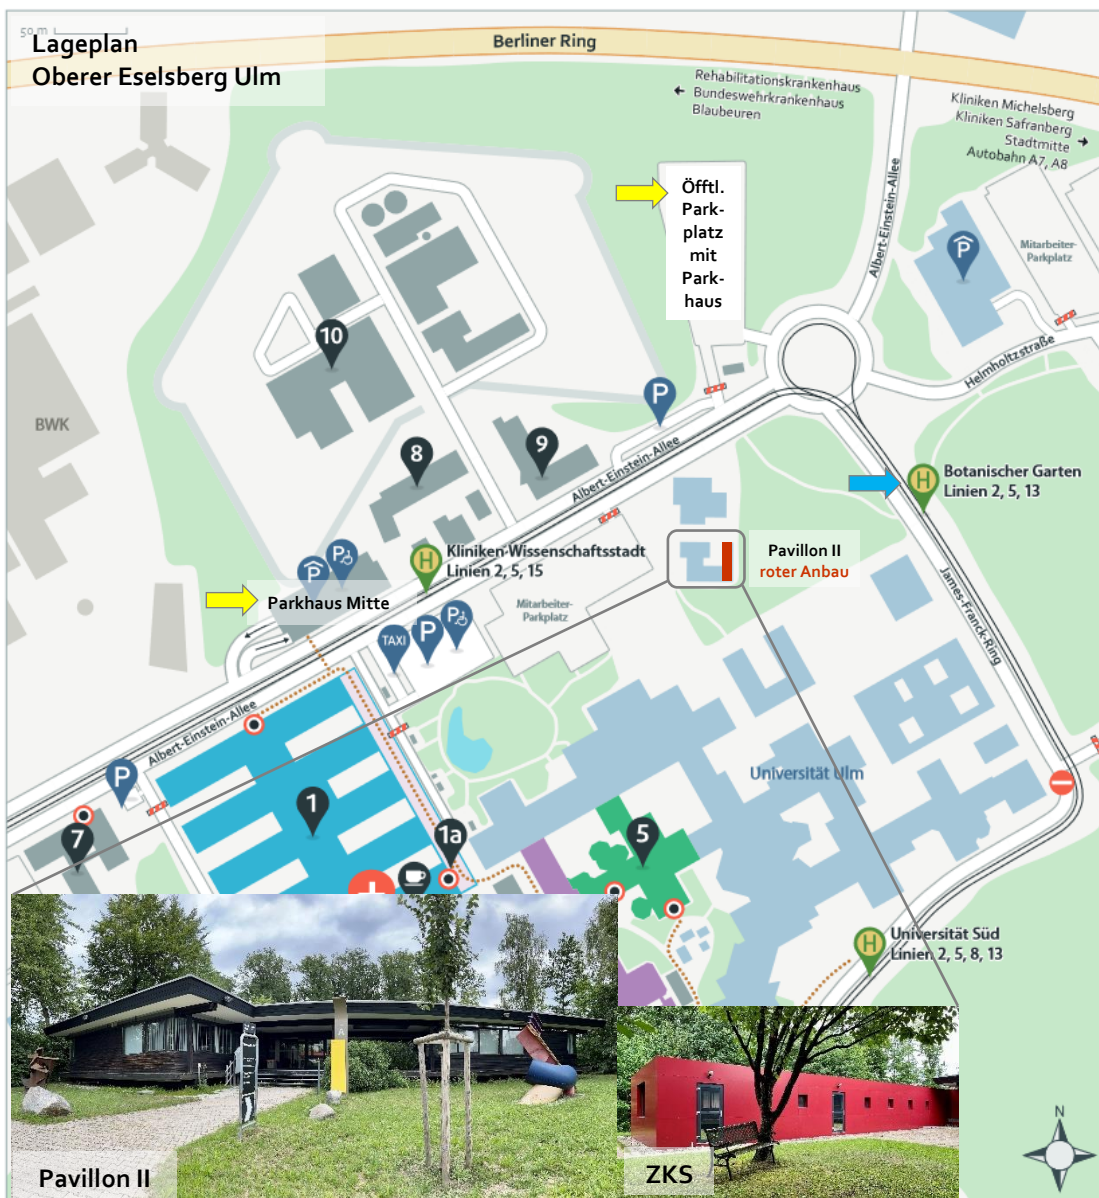 50 m
Lageplan
Oberer Eselsberg Ulm
Berliner Ring
Rehabilitationskrankenhaus
Bundeswehrkrankenhaus
Blaubeuren
Kliniken Michelsberg
Kliniken Safranberg
Stadtmitte
Autobahn A7, A8
Albert-Einstein-Allee
Öfftl.
Park-
platz
mit
Park-
haus
P
Mitarbeiter-
Parkplatz
Helmholtzstraße
10
P
BWK
8
9
Albert-Einstein-Allee
H
Botanischer Garten
Linien 2, 5, 13
H
Kliniken Wissenschaftsstadt
Linien 2, 5, 15
Pavillon II
roter Anbau
P
P
Parkhaus Mitte
Mitarbeiter-
Parkplatz
James-Franck-Ring
TAXI
P
P
Albert-Einstein-Allee
P
Universität Ulm
1
7
1a
5
H
Universität Süd
Linien 2, 5, 8, 13
A
Pavillon II
ZKS
N